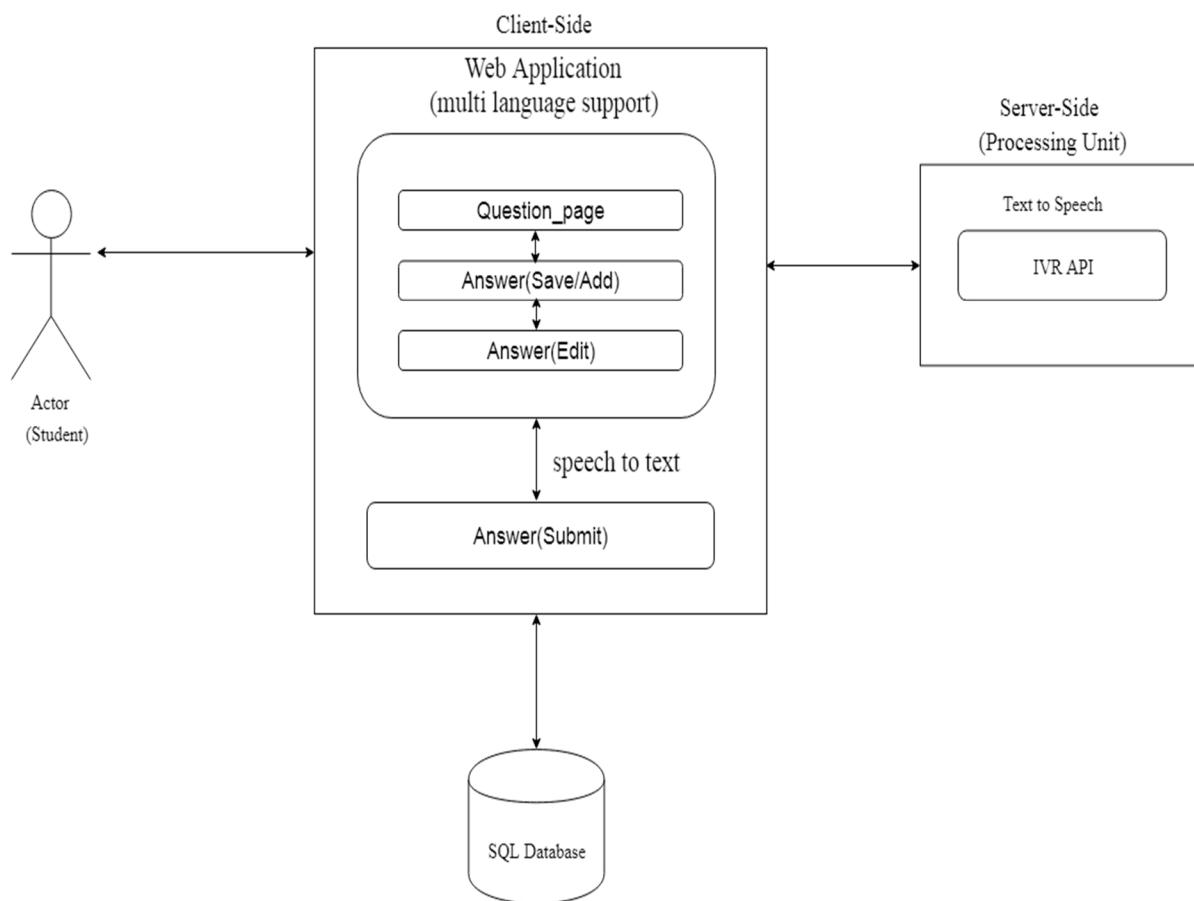 Client-Side
Web Application
(multi language support)
Question_page
Answer(Save/Add)
Answer(Edit)
speech to text
Answer(Submit)
Actor
(Student)
Server-Side
(Processing Unit)
Text to Speech
IVR API
SQL Database